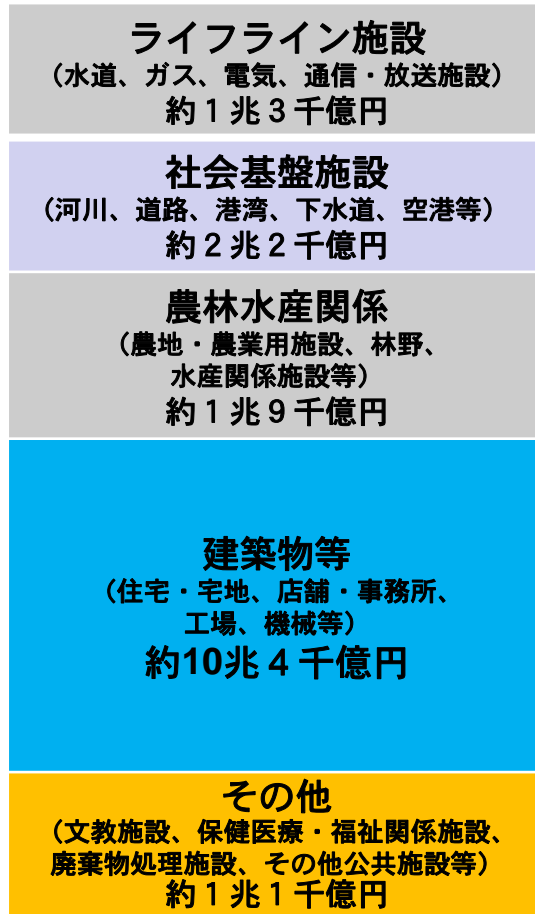 ライフライン施設
（水道、ガス、電気、通信・放送施設）
約１兆３千億円
社会基盤施設
（河川、道路、港湾、下水道、空港等）
約２兆２千億円
農林水産関係
（農地・農業用施設、林野、
水産関係施設等）
約１兆９千億円
建築物等
（住宅・宅地、店舗・事務所、
工場、機械等）
約10兆４千億円
その他
（文教施設、保健医療・福祉関係施設、
廃棄物処理施設、その他公共施設等）
約１兆１千億円